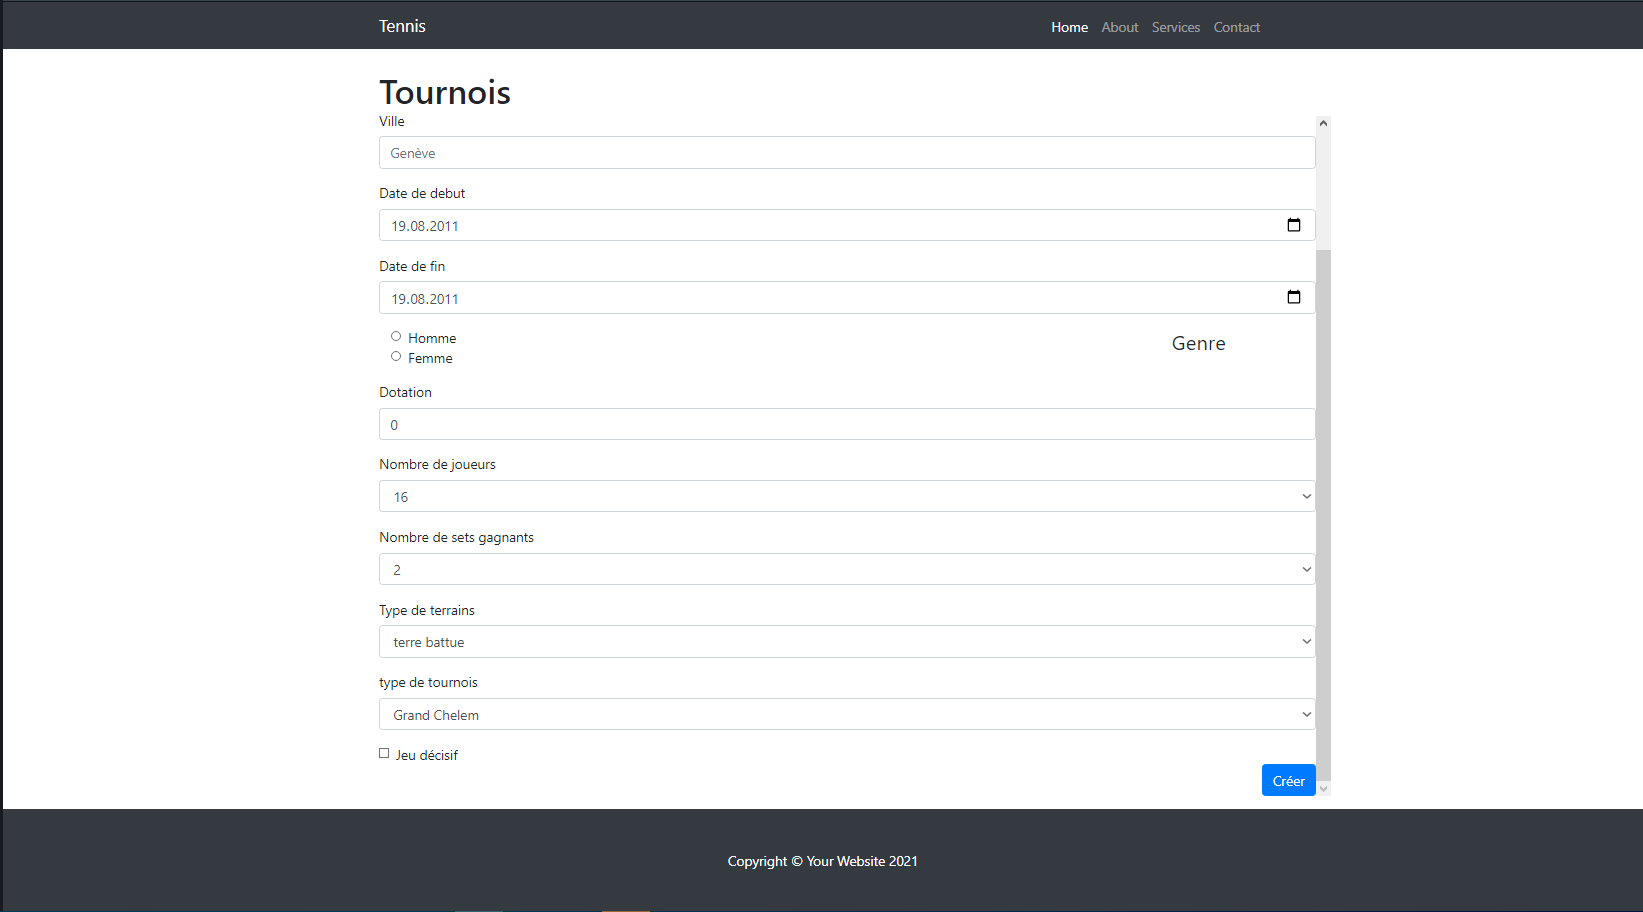 Tennis
Home About Services Contact
Tournois
Ville
Genève
Date de debut
19.08.2011
Date de fin
19.08.2011
Homme
Genre
Femme
Dotation
0
Nombre de joueurs
16
Nombre de sets gagnants
2
Type de terrains
terre battue
type de tournois
Grand Chelem
Jeu décisif
Créer
Copyright © Your Website 2021